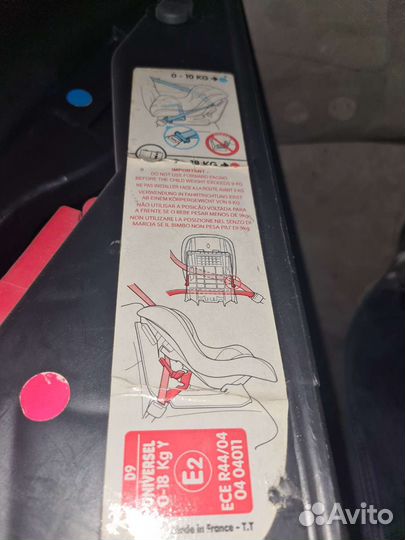 0 - 10 KG
- 18 KG
IMPORTANT
DO NOT USE FORWARD FACING
BEFORE THE CHILD WEIGHT EXCEEDS 9 KG
NE PAS INSTALLER FACE A LA ROUTE AVANT 9 KG
VERWENDUNG IN FAHRTRICHTUNG ERST
AB EINEM KÖRPERGEWICHT VON 9 KG
NÃO UTILISAR A POSIÇÃO VOLTADA PARA
A FRENTE, SE O BEBE PESAR MENOS DE 9kg
NON UTILIZZARE LA POSIZIONE NEL SENZO DI
MARCIA SE IL BIMBO NON PESA PIU' DI 9kg
D9
UNIVERSEL
0-18 Kg Y
E2
ECE R44/04
04 04011
Made in France - T.T
Avito